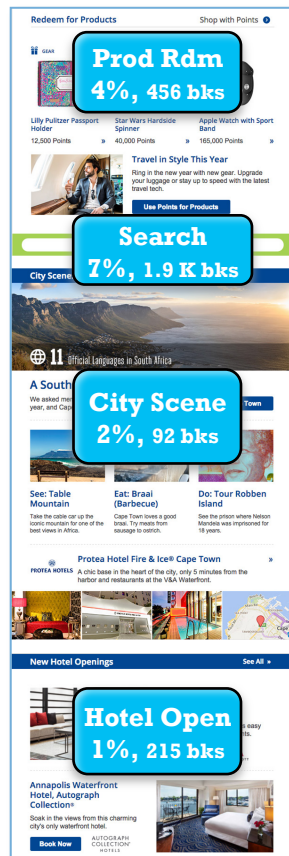 Redeem for Products
Shop with Points
GEAR
Prod Rdm
4%, 456 bks
Lilly Pulitzer Passport Holder
12,500 Points »
Star Wars Hardside Spinner
40,000 Points »
Apple Watch with Sport Band
165,000 Points »
Travel in Style This Year
Ring in the new year with new gear. Upgrade
your luggage or stay up to speed with the latest
travel tech.
Use Points for Products
Search
7%, 1.9 K bks
City Scene
11 Official Languages in South Africa
A South
We asked
year, and Cap
Town
City Scene
2%, 92 bks
See: Table
Mountain
Take the cable car up the
iconic mountain for one of the
best views in Africa.
Eat: Braai
(Barbecue)
Cape Town loves a good
braai. Try meats from
sausage to ostrich.
Do: Tour Robben
Island
See the prison where Nelson
Mandela was imprisoned for
18 years.
PROTEA HOTELS
Protea Hotel Fire & Ice® Cape Town »
A chic base in the heart of the city, only 5 minutes from the
harbor and restaurants at the V&A Waterfront.
New Hotel Openings
See All »
Hotel Open
1%, 215 bks
Annapolis Waterfront
Hotel, Autograph
Collection®
Soak in the views from this charming
city's only waterfront hotel.
Book Now
AUTOGRAPH
COLLECTION®
HOTELS